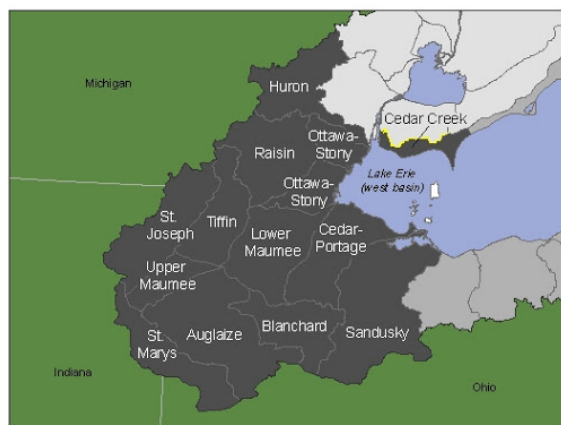 Michigan
Huron
Cedar Creek
Ottawa-
Stony
Raisin
Lake Erie
(west basin)
Ottawa-
Stony
St.
Joseph
Tiffin
Lower
Maumee
Cedar-
Portage
Upper
Maumee
St.
Marys
Auglaize
Blanchard
Sandusky
Indiana
Ohio